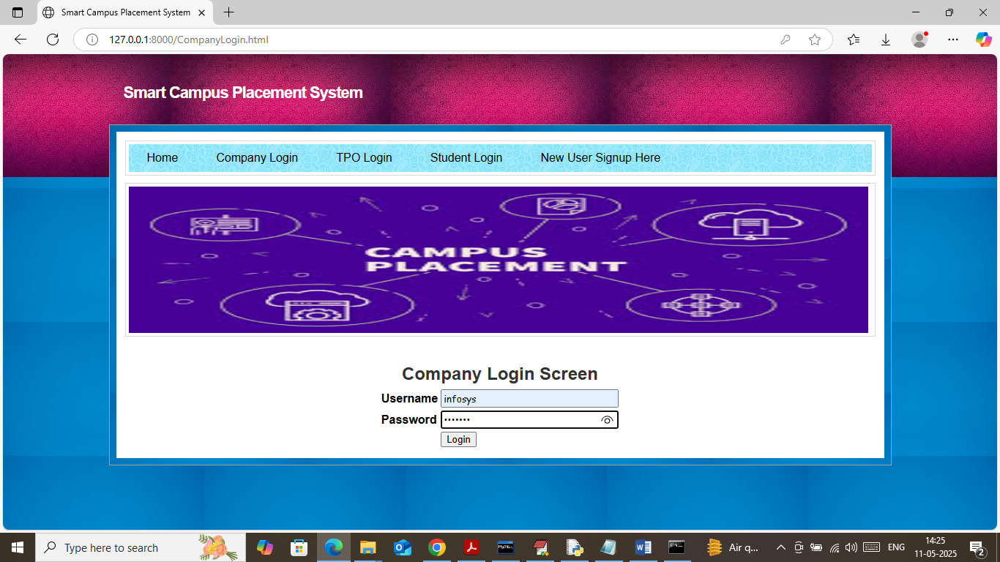 Smart Campus Placement System
127.0.0.1:8000/CompanyLogin.html
Smart Campus Placement System
Home Company Login TPO Login Student Login New User Signup Here
CAMPUS
PLACEMENT
Company Login Screen
Username infosys
Password •••••••
Login
Type here to search
Air q...
ENG
14:25
11-05-2025
2